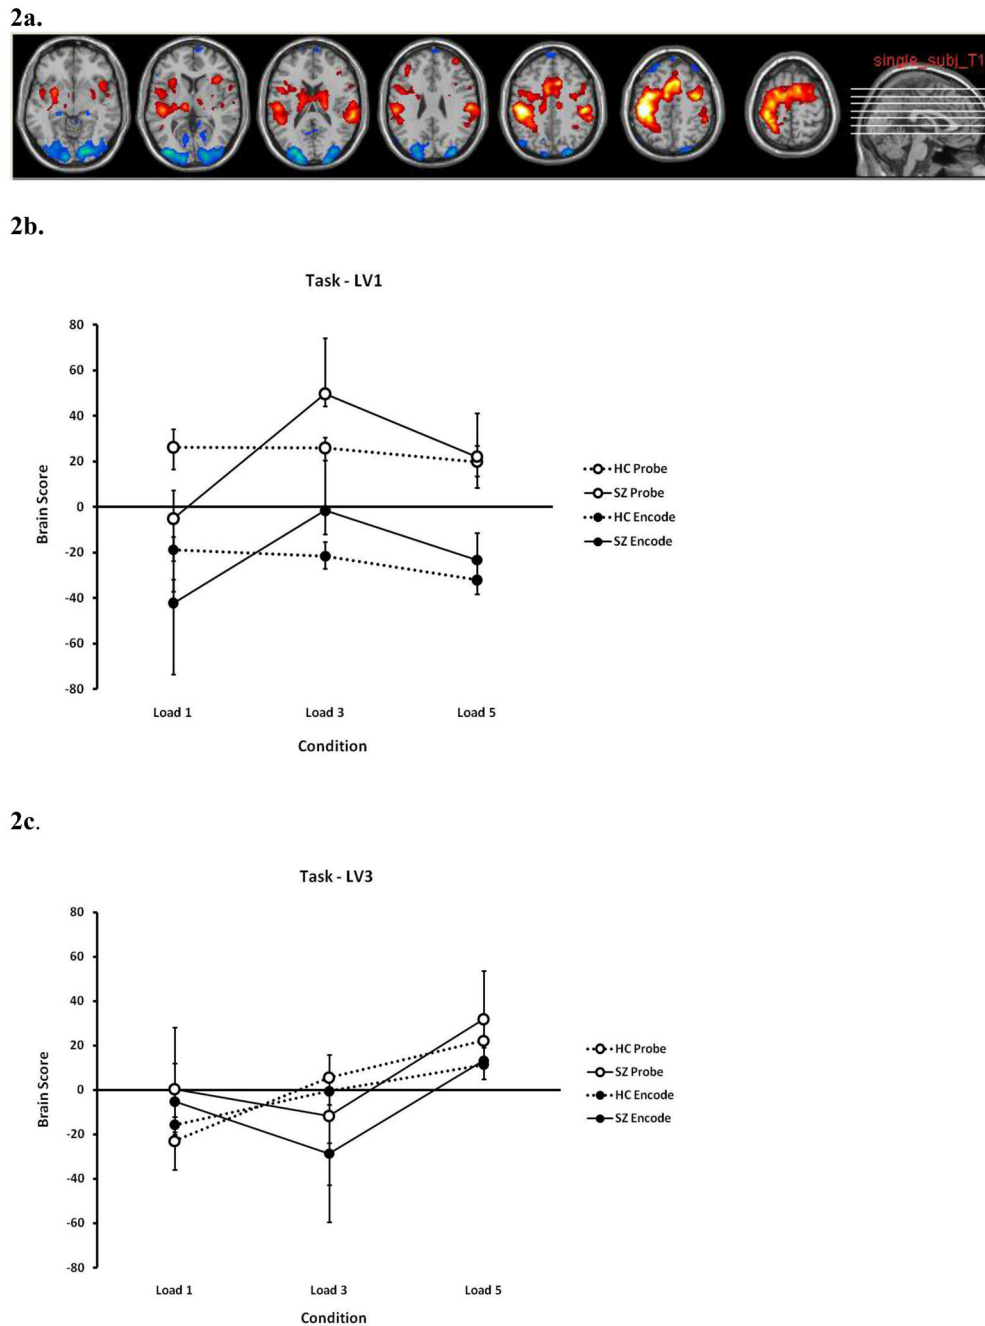 2a.
single_subj_T1
2b.
Task - LV1
80
60
40
20
0
-20
-40
-60
-80
Brain Score
Load 1
Load 3
Load 5
Condition
HC Probe
SZ Probe
HC Encode
SZ Encode
2c.
Task - LV3
80
60
40
20
0
-20
-40
-60
-80
Brain Score
Load 1
Load 3
Load 5
Condition
HC Probe
SZ Probe
HC Encode
SZ Encode